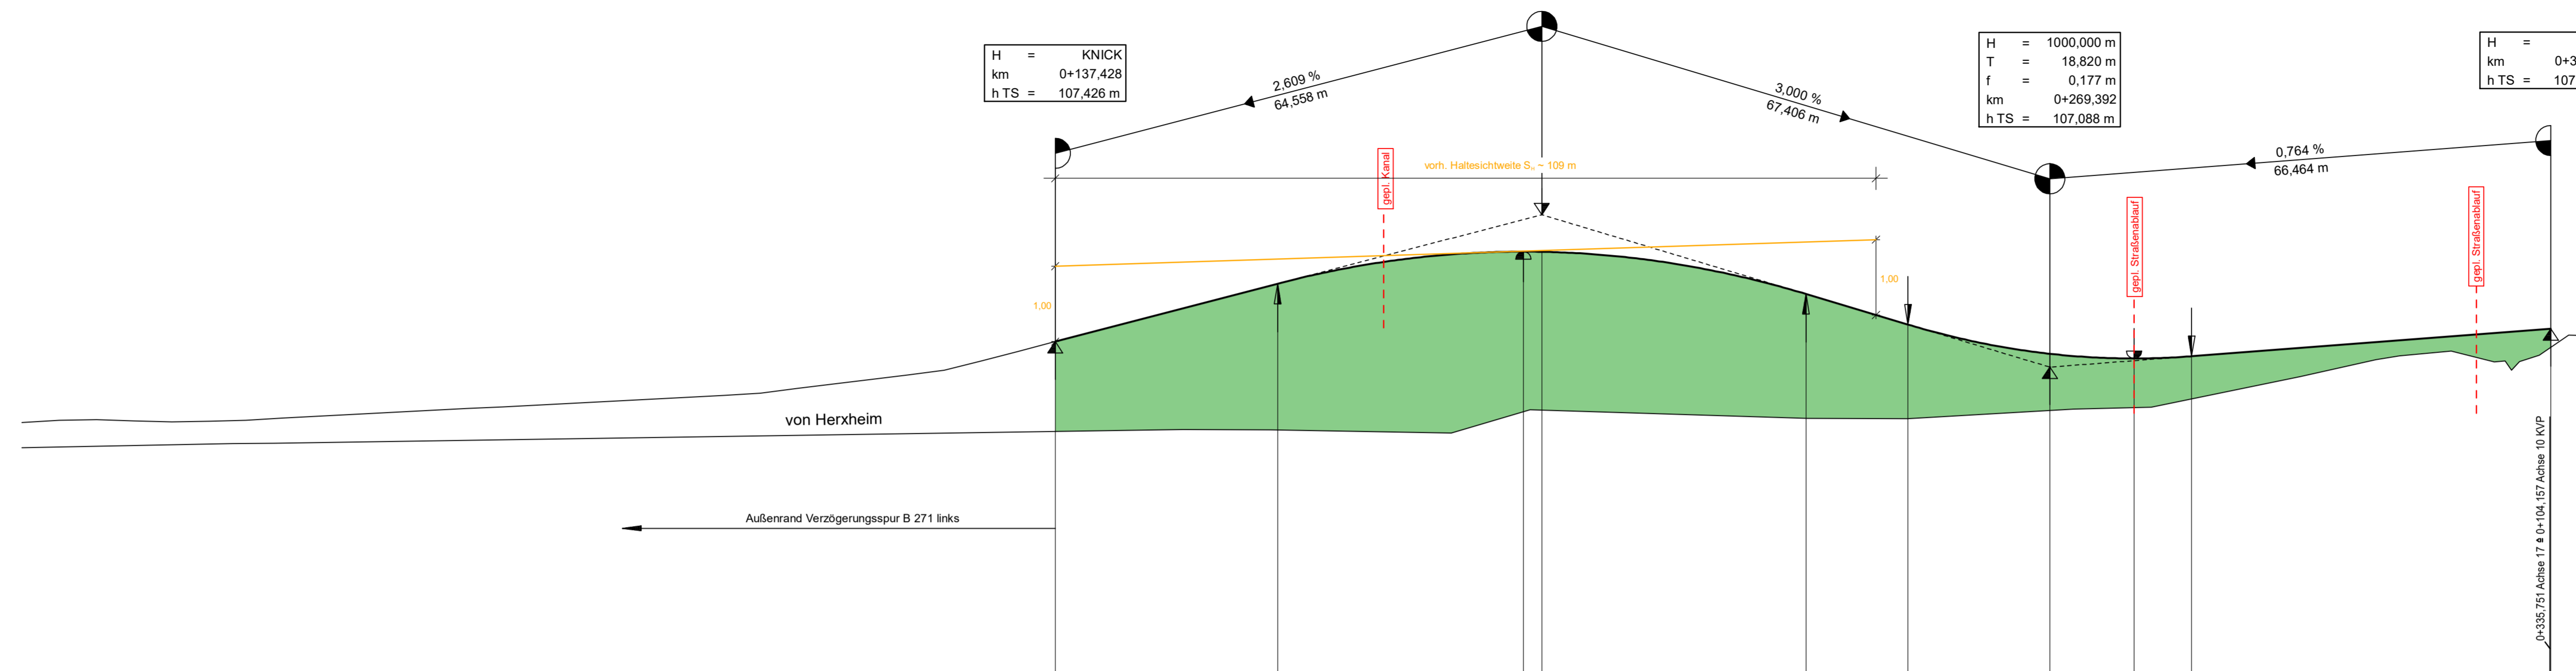 H = KNICK
km 0+137,428
h TS = 107,426 m
2,609 %
64,558 m
3,000 %
67,406 m
H = 1000,000 m
T = 18,820 m
f = 0,177 m
km 0+269,392
h TS = 107,088 m
H =
km 0+3
h TS = 107
0,764 %
66,464 m
gepl. Kanal
vorh. Haltesichtweite Sₕ ~ 109 m
gepl. Straßenablauf
gepl. Straßenablauf
1,00
1,00
von Herxheim
Außenrand Verzögerungsspur B 271 links
0+335,751 Achse 17 ≙ 0+104,157 Achse 10 KVP